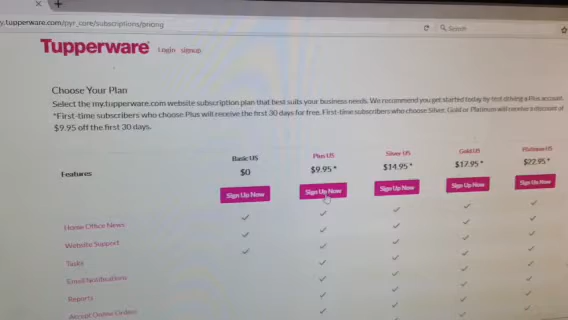 y.tupperware.com/pyr_core/subscriptions/pricing
Search
Tupperware Login signup
Choose Your Plan
Select the my.tupperware.com website subscription plan that best suits your business needs. We recommend you get started today by test driving a Plus account.
*First-time subscribers who choose Plus will receive the first 30 days for free. First-time subscribers who choose Silver, Gold or Platinum will receive a discount of
$9.95 off the first 30 days.
Features
Basic US Plus US Silver US Gold US Platinum US
$0 $9.95 * $14.95 * $17.95 * $22.95 *
Sign Up Now Sign Up Now Sign Up Now Sign Up Now Sign Up Now
Home Office News
Website Support
Tasks
Email Notifications
Reports
Accept Online Orders